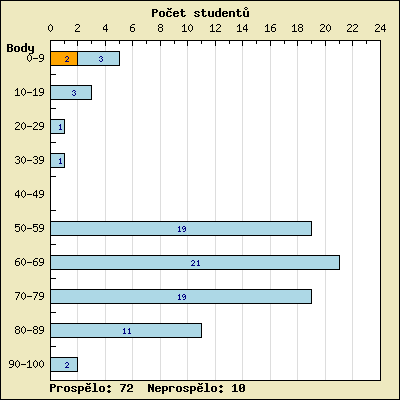 Počet studentů
0 2 4 6 8 10 12 14 16 18 20 22 24
Body
0-9 2 3
10-19 3
20-29 1
30-39 1
40-49
50-59 19
60-69 21
70-79 19
80-89 11
90-100 2
Prospělo: 72 Neprospělo: 10